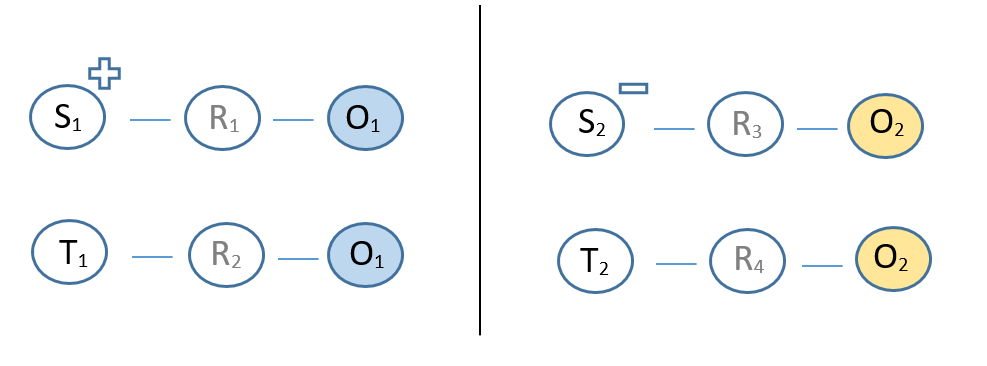 S₁ R₁ O₁
T₁ R₂ O₁
S₂ R₃ O₂
T₂ R₄ O₂